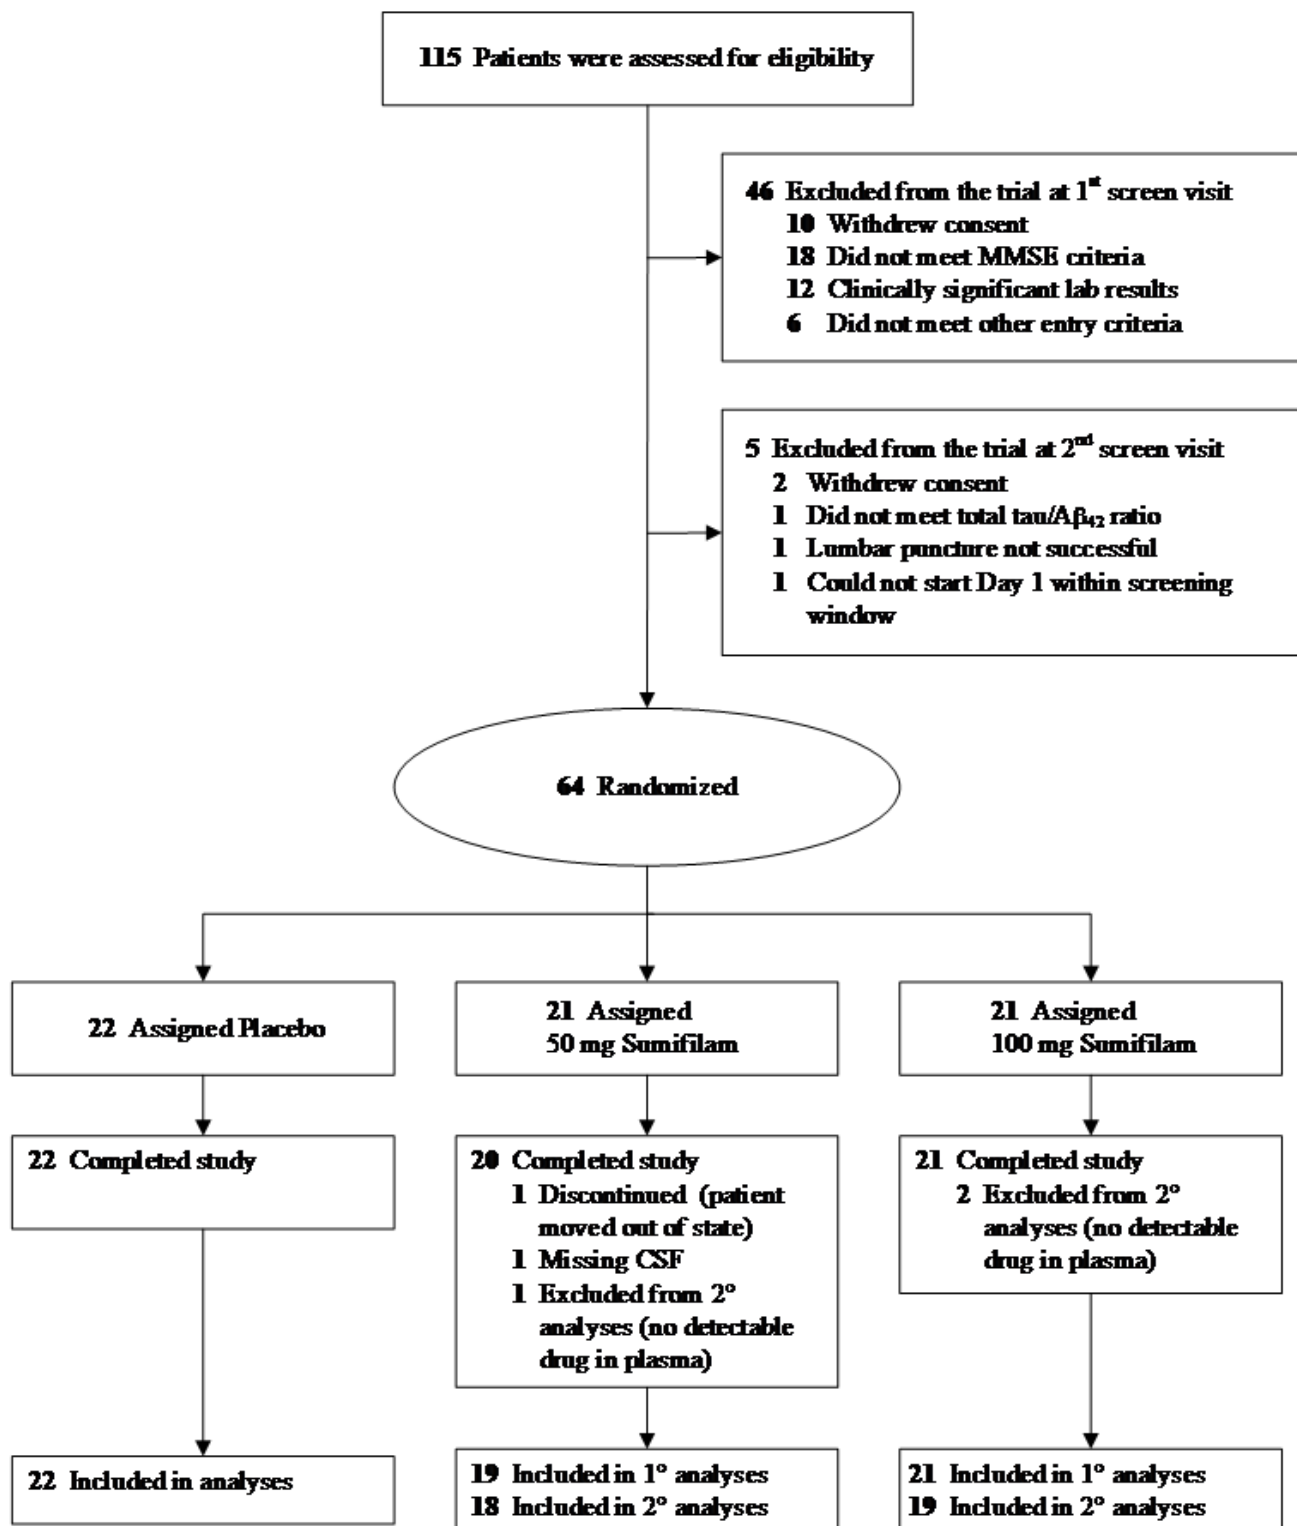 115 Patients were assessed for eligibility
46 Excluded from the trial at 1st screen visit
10 Withdrew consent
18 Did not meet MMSE criteria
12 Clinically significant lab results
6 Did not meet other entry criteria
5 Excluded from the trial at 2nd screen visit
2 Withdrew consent
1 Did not meet total tau/Aβ42 ratio
1 Lumbar puncture not successful
1 Could not start Day 1 within screening
window
64 Randomized
22 Assigned Placebo
21 Assigned
50 mg Sumifilam
21 Assigned
100 mg Sumifilam
22 Completed study
20 Completed study
1 Discontinued (patient
moved out of state)
1 Missing CSF
1 Excluded from 2°
analyses (no detectable
drug in plasma)
21 Completed study
2 Excluded from 2°
analyses (no detectable
drug in plasma)
22 Included in analyses
19 Included in 1° analyses
18 Included in 2° analyses
21 Included in 1° analyses
19 Included in 2° analyses